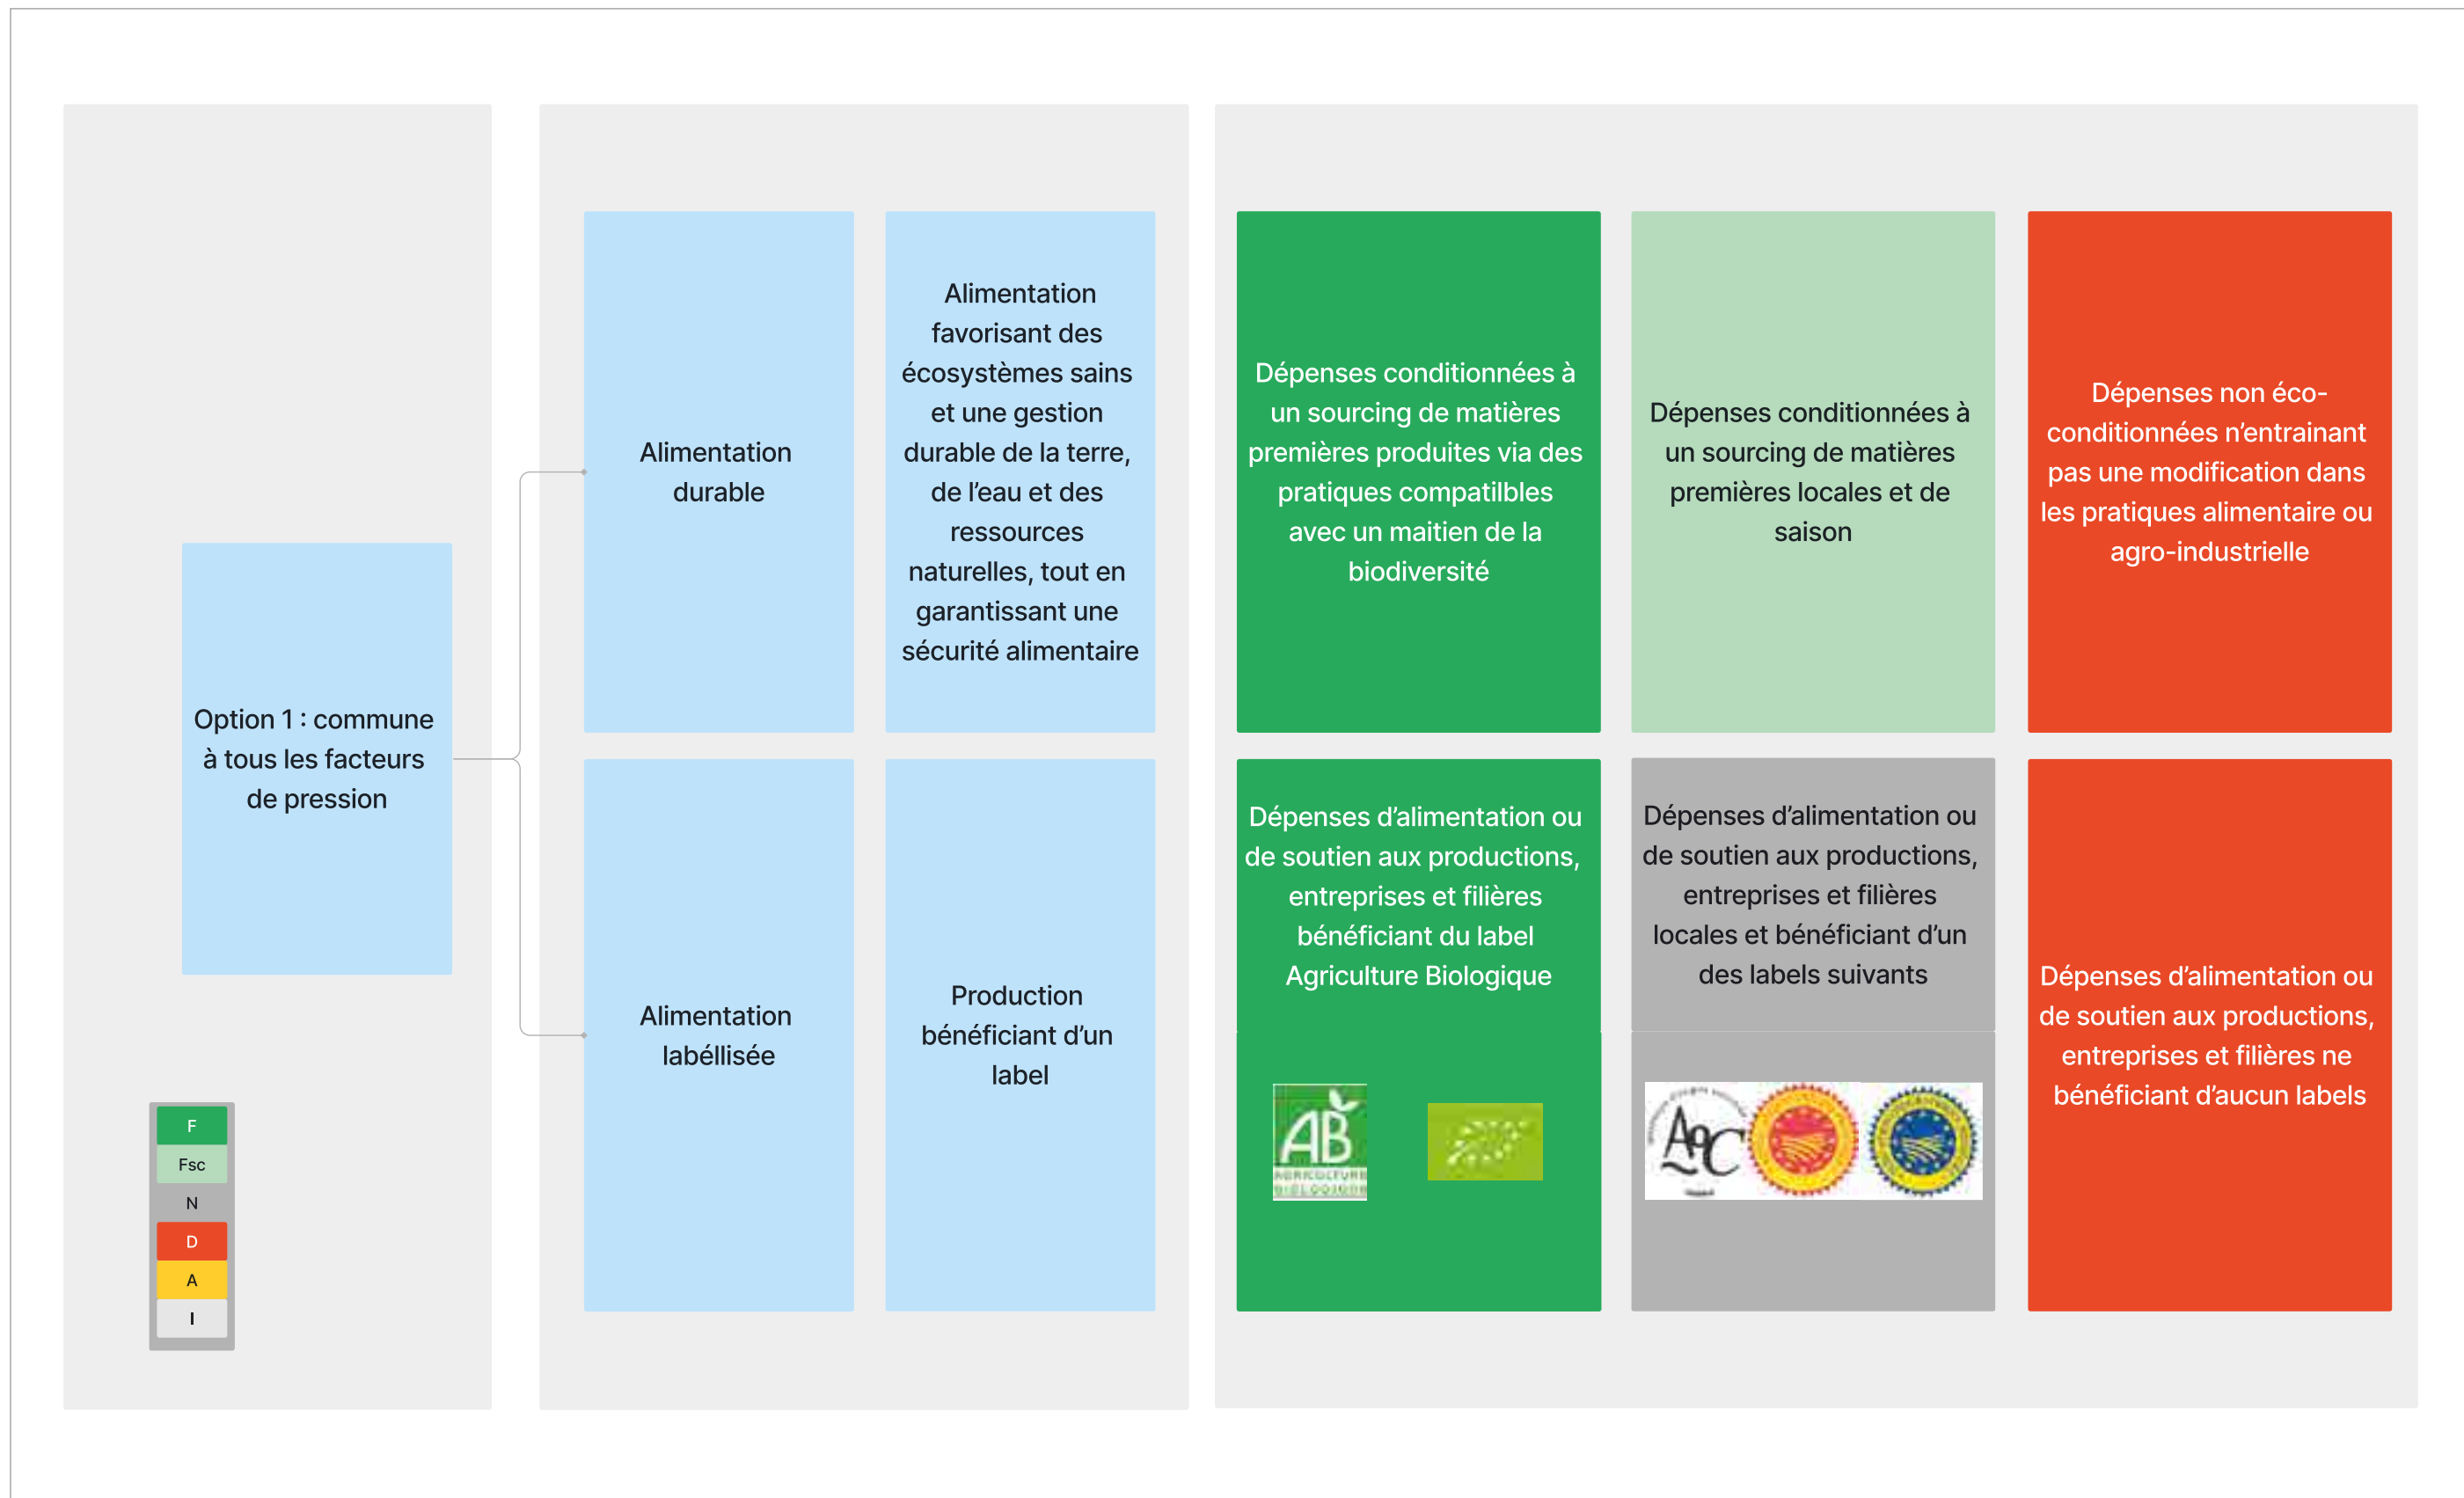 Option 1 : commune
à tous les facteurs
de pression
F
Fsc
N
D
A
I
Alimentation
durable
Alimentation
favorisant des
écosystèmes sains
et une gestion
durable de la terre,
de l’eau et des
ressources
naturelles, tout en
garantissant une
sécurité alimentaire
Dépenses conditionnées à
un sourcing de matières
premières produites via des
pratiques compatilbles
avec un maitien de la
biodiversité
Dépenses conditionnées à
un sourcing de matières
premières locales et de
saison
Dépenses non éco-
conditionnées n’entrainant
pas une modification dans
les pratiques alimentaire ou
agro-industrielle
Alimentation
labéllisée
Production
bénéficiant d’un
label
Dépenses d’alimentation ou
de soutien aux productions,
entreprises et filières
bénéficiant du label
Agriculture Biologique
AB
AGRICULTURE
BIOLOGIQUE
Dépenses d’alimentation ou
de soutien aux productions,
entreprises et filières
locales et bénéficiant d’un
des labels suivants
AOC
Dépenses d’alimentation ou
de soutien aux productions,
entreprises et filières ne
bénéficiant d’aucun labels